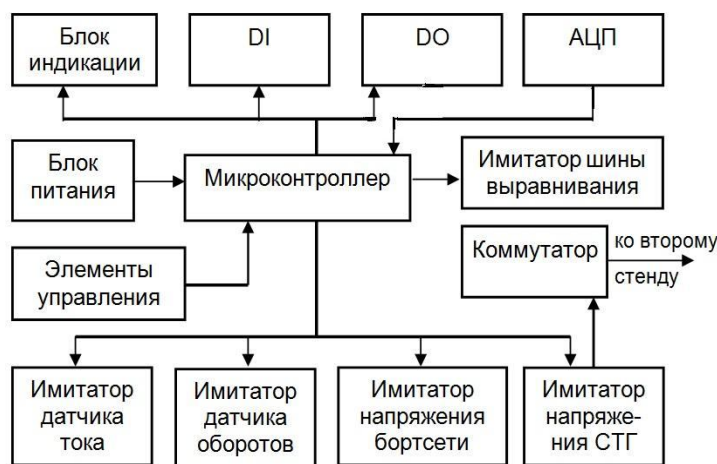 Блок
индикации
DI
DO
АЦП
Блок
питания
Микроконтроллер
Имитатор шины
выравнивания
Элементы
управления
Коммутатор
ко второму
стенду
Имитатор
датчика
тока
Имитатор
датчика
оборотов
Имитатор
напряжения
бортсети
Имитатор
напряже-
ния СТГ